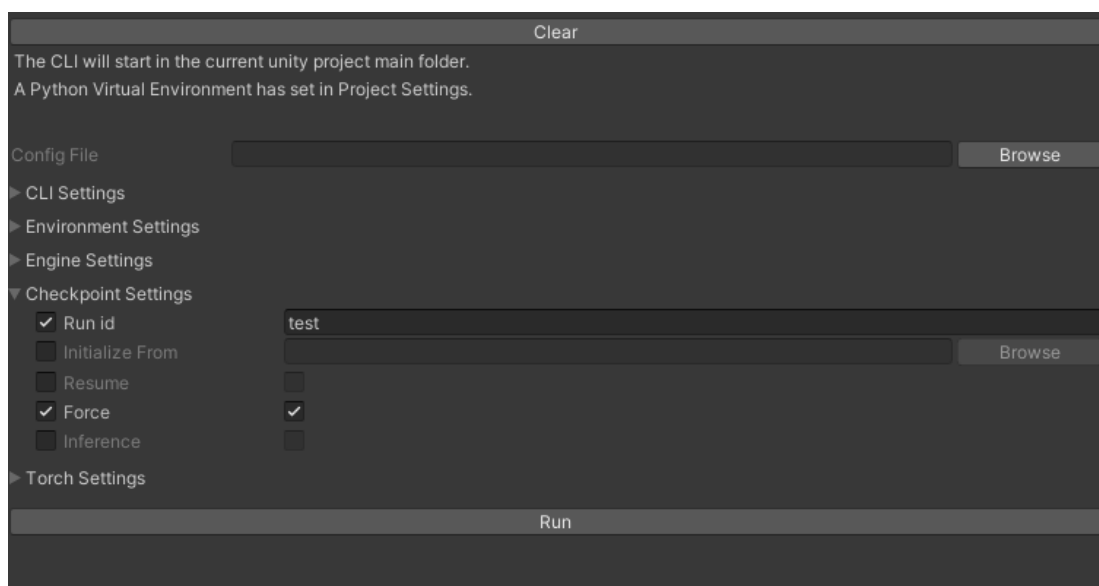 Clear
The CLI will start in the current unity project main folder.
A Python Virtual Environment has set in Project Settings.
Config File Browse
CLI Settings
Environment Settings
Engine Settings
Checkpoint Settings
Run id test
Initialize From Browse
Resume
Force
Inference
Torch Settings
Run